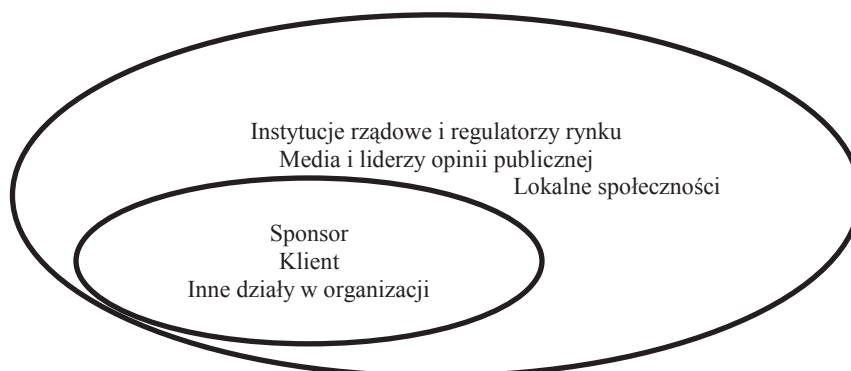 Instytucje rządowe i regulatorzy rynku
Media i liderzy opinii publicznej
Lokalne społeczności
Sponsor
Klient
Inne działy w organizacji